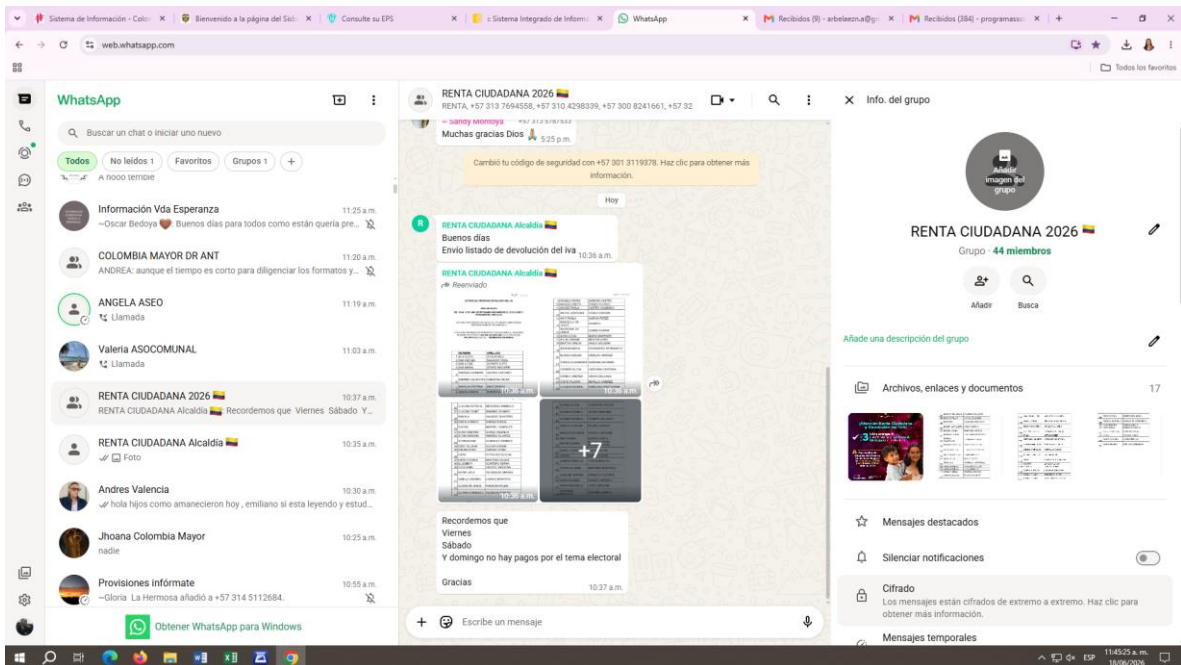 Sistema de Información - Color
Bienvenido a la página del Sisb
Consulte su EPS
:: Sistema Integrado de Informa
WhatsApp
Recibidos (9) - arbelaezn.a@g
Recibidos (384) - programasso
web.whatsapp.com
Todos los favoritos
WhatsApp
Buscar un chat o iniciar uno nuevo
Todos
No leídos 1
Favoritos
Grupos 1
Información Vda Esperanza
11:25 a.m.
~Oscar Bedoya🤎: Buenos días para todos como están quería pre...
COLOMBIA MAYOR DR ANT
11:20 a.m.
ANDREA: aunque el tiempo es corto para diligenciar los formatos y...
ANGELA ASEO
11:19 a.m.
Llamada
Valeria ASOCOMUNAL
11:03 a.m.
Llamada
RENTA CIUDADANA 2026 🇨🇴
10:37 a.m.
RENTA CIUDADANA Alcaldía 🇨🇴: Recordemos que Viernes Sábado Y...
RENTA CIUDADANA Alcaldía 🇨🇴
10:35 a.m.
Foto
Andres Valencia
10:30 a.m.
hola hijos como amanecieron hoy , emiliano si esta leyendo y estud...
Jhoana Colombia Mayor
10:25 a.m.
nadie
Provisiones infórmate
10:55 a.m.
~Gloria La Hermosa añadió a +57 314 5112684.
Obtener WhatsApp para Windows
RENTA CIUDADANA 2026 🇨🇴
RENTA, +57 313 7694558, +57 310 4298339, +57 300 8241661, +57 32
~ Sandy Montoya
Muchas gracias Dios 🙏🏽
5:25 p.m.
Cambió tu código de seguridad con +57 301 3119378. Haz clic para obtener más
información.
Hoy
R
RENTA CIUDADANA Alcaldía 🇨🇴
Buenos días
Envio listado de devolución del iva
10:36 a.m.
RENTA CIUDADANA Alcaldía 🇨🇴
Reenviado
10:36 a.m.
10:36 a.m.
10:36 a.m.
+7
10:36 a.m.
Recordemos que
Viernes
Sábado
Y domingo no hay pagos por el tema electoral
Gracias
10:37 a.m.
Escribe un mensaje
Info. del grupo
Añadir
imagen del
grupo
RENTA CIUDADANA 2026 🇨🇴
Grupo · 44 miembros
Añadir
Busca
Añade una descripción del grupo
Archivos, enlaces y documentos
17
Mensajes destacados
Silenciar notificaciones
Cifrado
Los mensajes están cifrados de extremo a extremo. Haz clic para
obtener más información.
Mensajes temporales
ESP
11:45:25 a. m.
18/06/2026